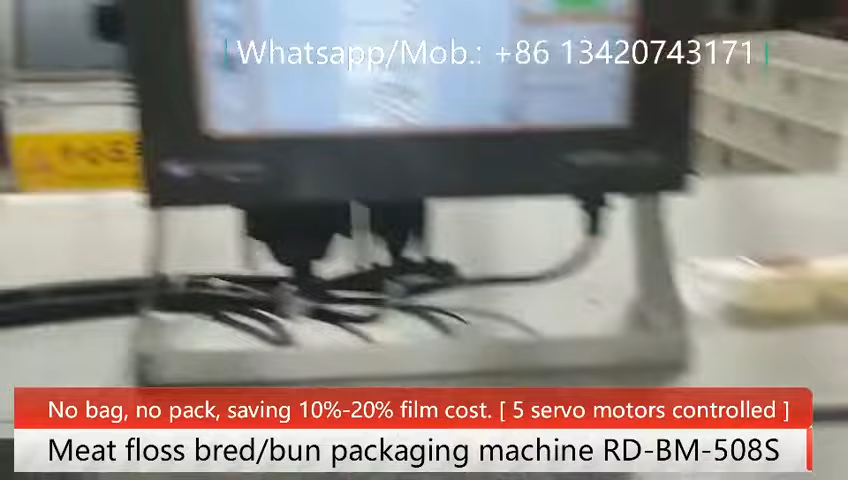 Whatsapp/Mob.: +86 13420743171
No bag, no pack, saving 10%-20% film cost. [ 5 servo motors controlled ]
Meat floss bred/bun packaging machine RD-BM-508S